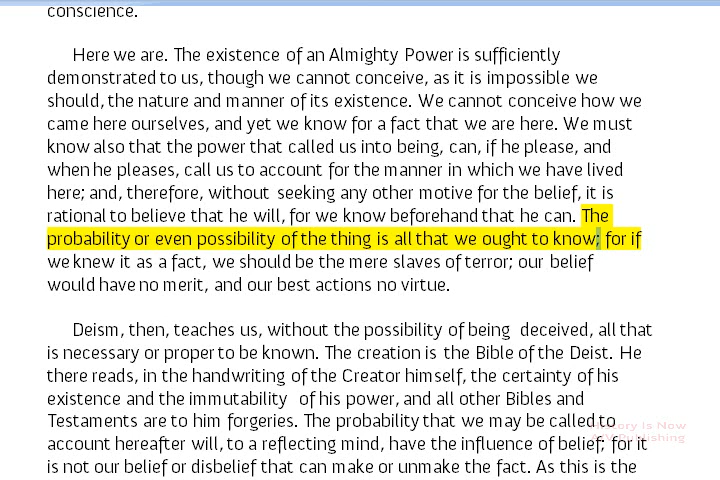 conscience.
Here we are. The existence of an Almighty Power is sufficiently
demonstrated to us, though we cannot conceive, as it is impossible we
should, the nature and manner of its existence. We cannot conceive how we
came here ourselves, and yet we know for a fact that we are here. We must
know also that the power that called us into being, can, if he please, and
when he pleases, call us to account for the manner in which we have lived
here; and, therefore, without seeking any other motive for the belief, it is
rational to believe that he will, for we know beforehand that he can. The
probability or even possibility of the thing is all that we ought to know; for if
we knew it as a fact, we should be the mere slaves of terror; our belief
would have no merit, and our best actions no virtue.
Deism, then, teaches us, without the possibility of being deceived, all that
is necessary or proper to be known. The creation is the Bible of the Deist. He
there reads, in the handwriting of the Creator himself, the certainty of his
existence and the immutability of his power, and all other Bibles and
Testaments are to him forgeries. The probability that we may be called to
account hereafter will, to a reflecting mind, have the influence of belief; for it
is not our belief or disbelief that can make or unmake the fact. As this is the
History Is Now
Publishing